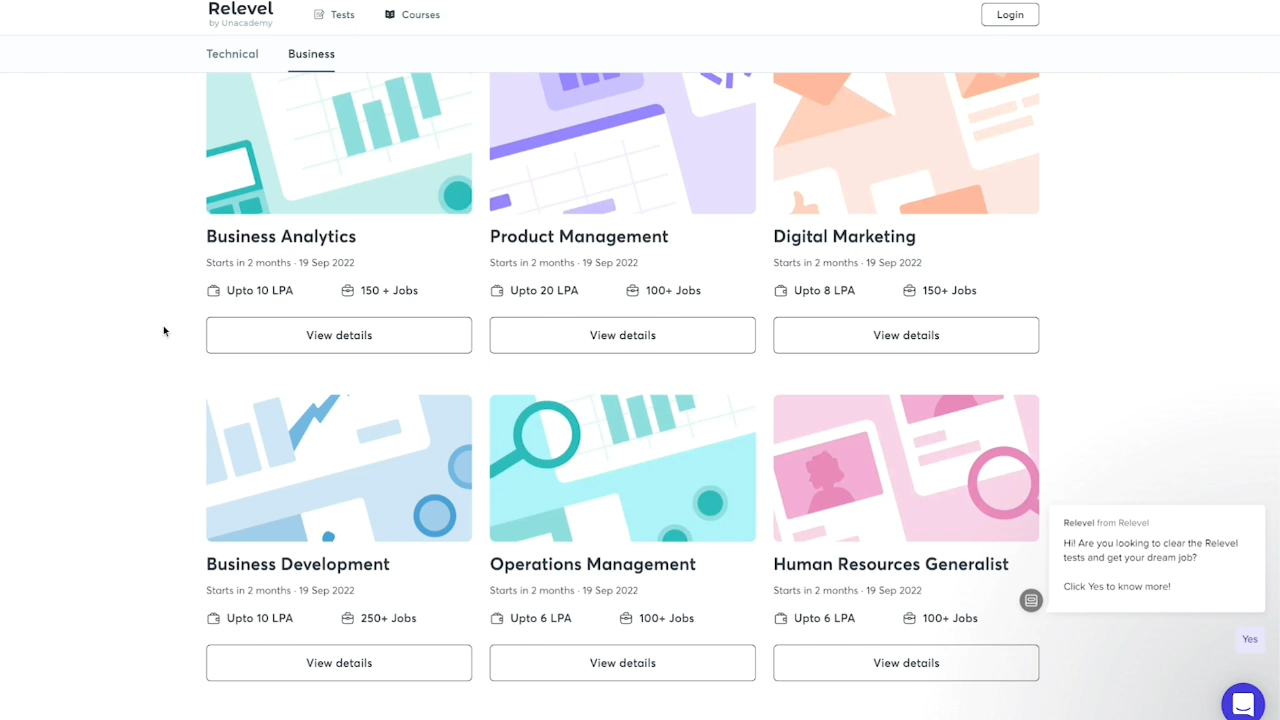 Relevel
by Unacademy
Tests
Courses
Login
Technical
Business
Business Analytics
Starts in 2 months · 19 Sep 2022
Upto 10 LPA
150 + Jobs
View details
Product Management
Starts in 2 months · 19 Sep 2022
Upto 20 LPA
100+ Jobs
View details
Digital Marketing
Starts in 2 months · 19 Sep 2022
Upto 8 LPA
150+ Jobs
View details
Business Development
Starts in 2 months · 19 Sep 2022
Upto 10 LPA
250+ Jobs
View details
Operations Management
Starts in 2 months · 19 Sep 2022
Upto 6 LPA
100+ Jobs
View details
Human Resources Generalist
Starts in 2 months · 19 Sep 2022
Upto 6 LPA
100+ Jobs
View details
Relevel from Relevel
Hi! Are you looking to clear the Relevel
tests and get your dream job?
Click Yes to know more!
Yes